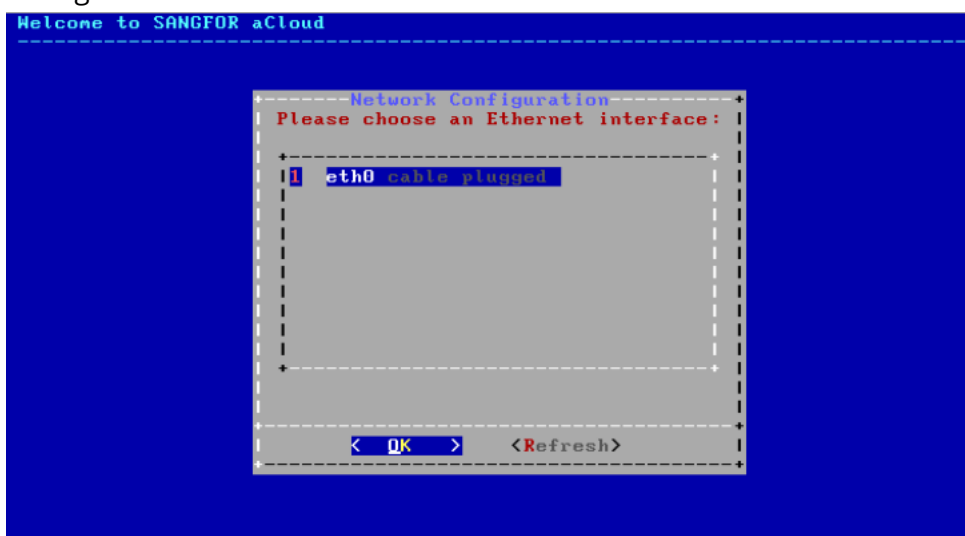 Welcome to SANGFOR aCloud
Network Configuration
Please choose an Ethernet interface:
1 eth0 cable plugged
< OK > <Refresh>